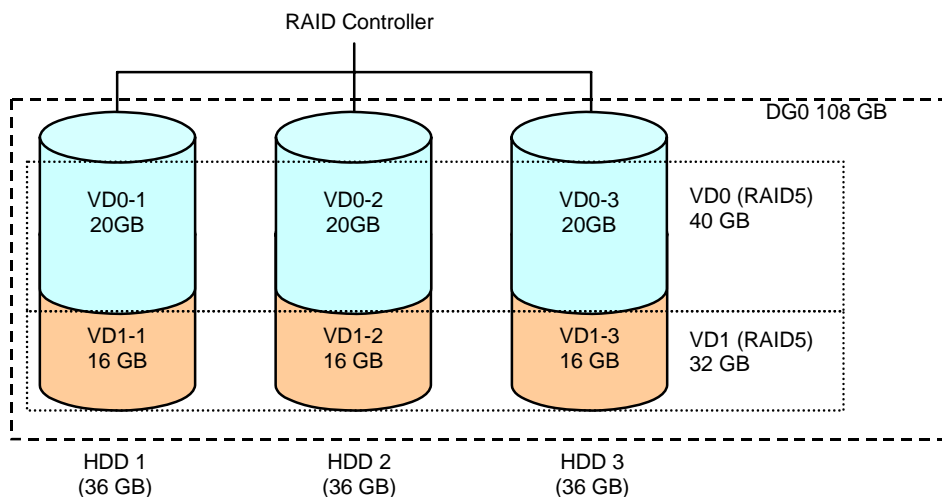 RAID Controller
DG0 108 GB
VD0-1
20GB
VD0-2
20GB
VD0-3
20GB
VD0 (RAID5)
40 GB
VD1-1
16 GB
VD1-2
16 GB
VD1-3
16 GB
VD1 (RAID5)
32 GB
HDD 1
(36 GB)
HDD 2
(36 GB)
HDD 3
(36 GB)